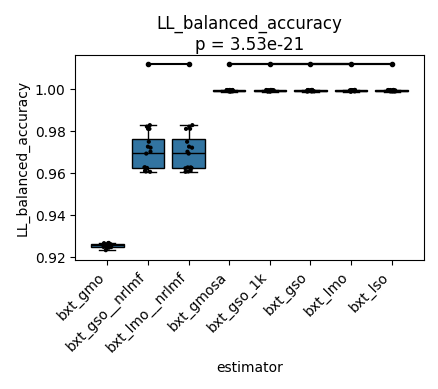 LL_balanced_accuracy
p = 3.53e-21
LL_balanced_accuracy
1.00
0.98
0.96
0.94
0.92
bxt_gmo
bxt_gso__nrlmf
bxt_lmo__nrlmf
bxt_gmosa
bxt_gso_1k
bxt_gso
bxt_lmo
bxt_lso
estimator